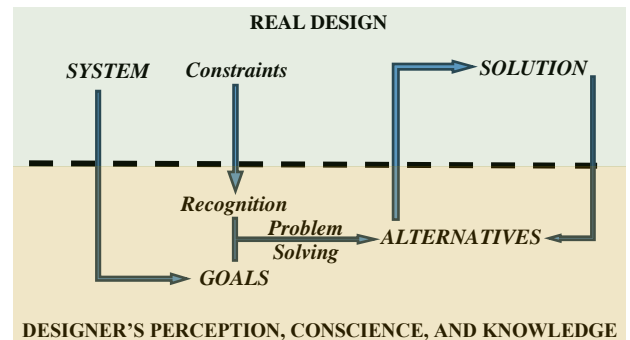 REAL DESIGN
SYSTEM
Constraints
SOLUTION
Recognition
Problem
Solving
ALTERNATIVES
GOALS
DESIGNER'S PERCEPTION, CONSCIENCE, AND KNOWLEDGE